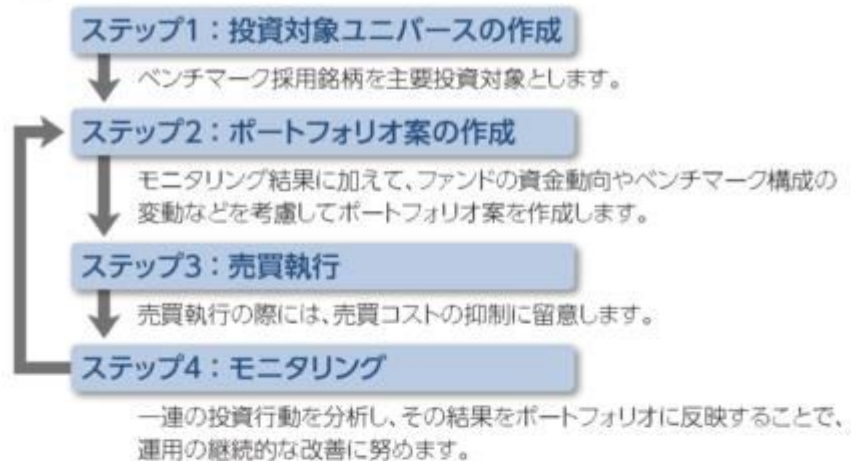 ステップ1：投資対象ユニバースの作成
ベンチマーク採用銘柄を主要投資対象とします。
ステップ2：ポートフォリオ案の作成
モニタリング結果に加えて、ファンドの資金動向やベンチマーク構成の
変動などを考慮してポートフォリオ案を作成します。
ステップ3：売買執行
売買執行の際には、売買コストの抑制に留意します。
ステップ4：モニタリング
一連の投資行動を分析し、その結果をポートフォリオに反映することで、
運用の継続的な改善に努めます。